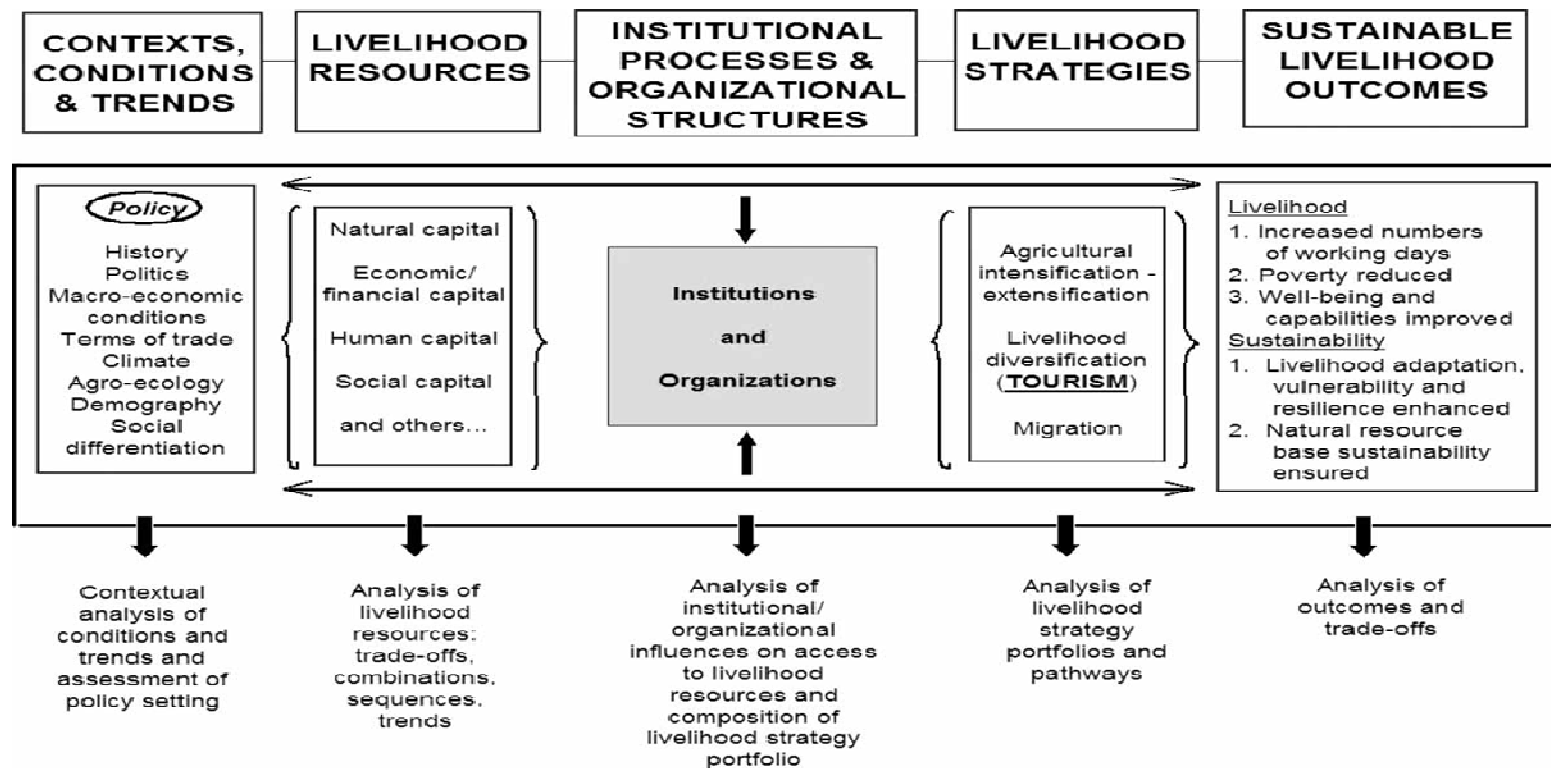 CONTEXTS,
CONDITIONS
& TRENDS
LIVELIHOOD
RESOURCES
INSTITUTIONAL
PROCESSES &
ORGANIZATIONAL
STRUCTURES
LIVELIHOOD
STRATEGIES
SUSTAINABLE
LIVELIHOOD
OUTCOMES
Policy
History
Politics
Macro-economic
conditions
Terms of trade
Climate
Agro-ecology
Demography
Social
differentiation
Natural capital
Economic/
financial capital
Human capital
Social capital
and others...
Institutions
and
Organizations
Agricultural
intensification -
extensification
Livelihood
diversification
(TOURISM)
Migration
Livelihood
1. Increased numbers
of working days
2. Poverty reduced
3. Well-being and
capabilities improved
Sustainability
1. Livelihood adaptation,
vulnerability and
resilience enhanced
2. Natural resource
base sustainability
ensured
Contextual
analysis of
conditions and
trends and
assessment of
policy setting
Analysis of
livelihood
resources:
trade-offs,
combinations,
sequences,
trends
Analysis of
institutional/
organizational
influences on access
to livelihood
resources and
composition of
livelihood strategy
portfolio
Analysis of
livelihood
strategy
portfolios and
pathways
Analysis of
outcomes and
trade-offs